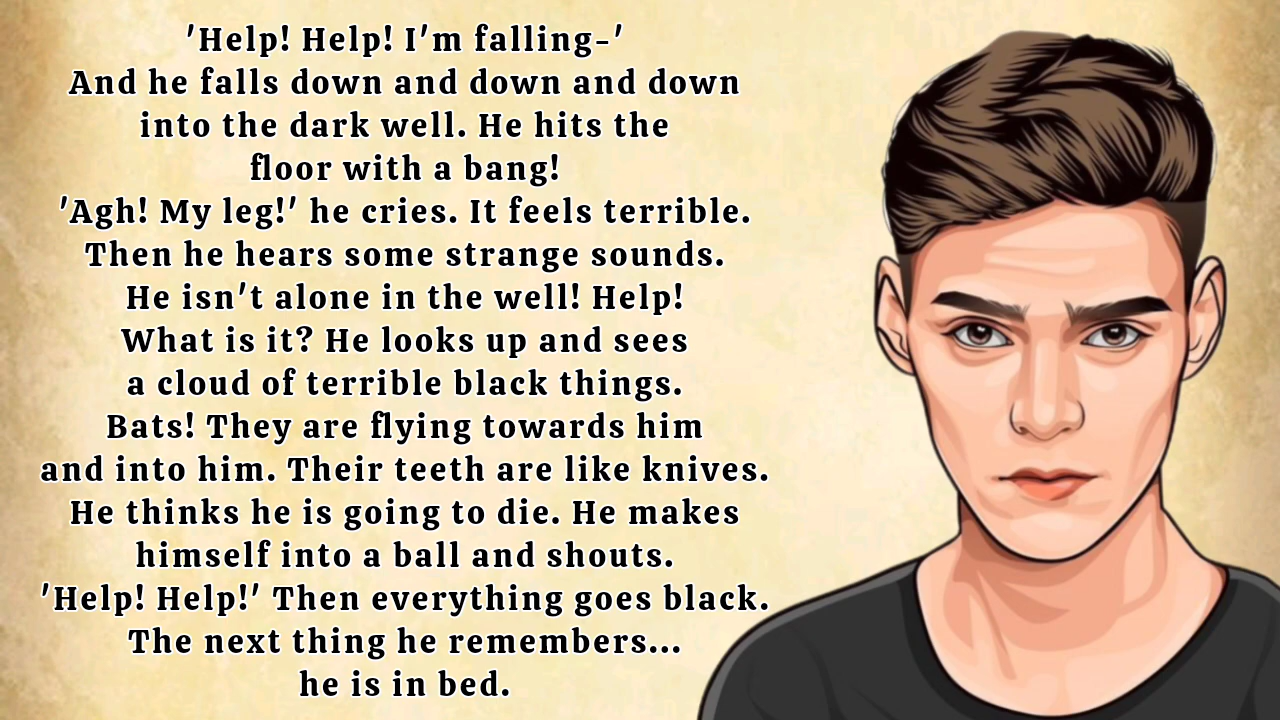 'Help! Help! I'm falling-'
And he falls down and down and down
into the dark well. He hits the
floor with a bang!
'Agh! My leg!' he cries. It feels terrible.
Then he hears some strange sounds.
He isn't alone in the well! Help!
What is it? He looks up and sees
a cloud of terrible black things.
Bats! They are flying towards him
and into him. Their teeth are like knives.
He thinks he is going to die. He makes
himself into a ball and shouts.
'Help! Help!' Then everything goes black.
The next thing he remembers...
he is in bed.